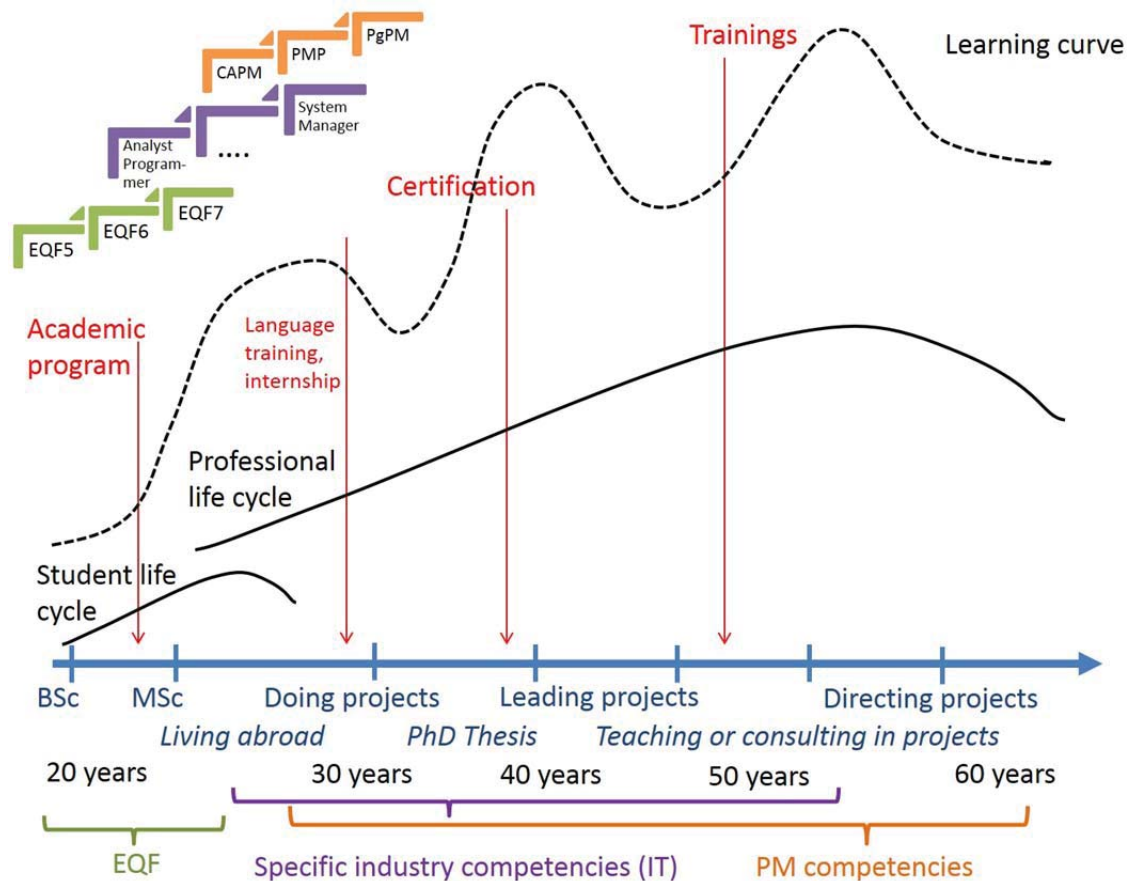 PgPM
PMP
CAPM
Trainings
Learning curve
System
Manager
Analyst
Program-
mer
....
Certification
EQF7
EQF6
EQF5
Academic
program
Language
training,
internship
Professional
life cycle
Student life
cycle
BSc
MSc
Doing projects
Leading projects
Directing projects
Living abroad
PhD Thesis
Teaching or consulting in projects
20 years
30 years
40 years
50 years
60 years
EQF
Specific industry competencies (IT)
PM competencies